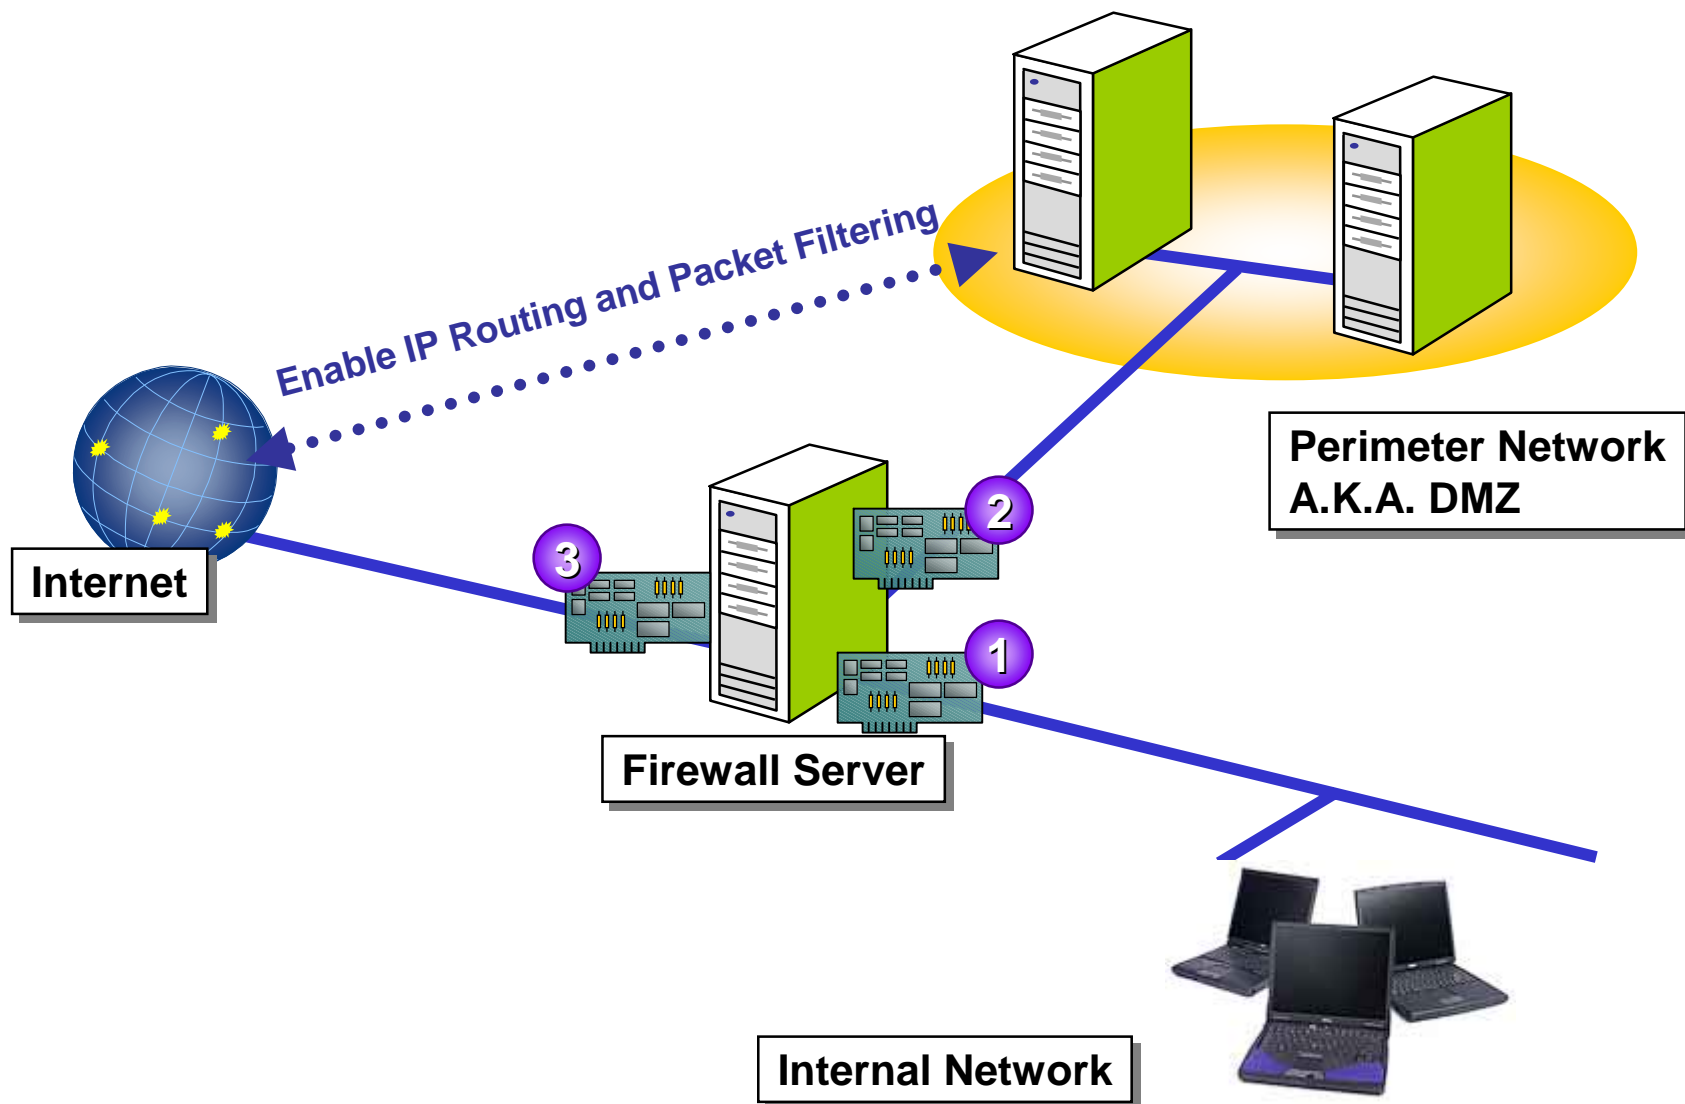 Enable IP Routing and Packet Filtering
Perimeter Network
A.K.A. DMZ
2
3
Internet
1
Firewall Server
Internal Network